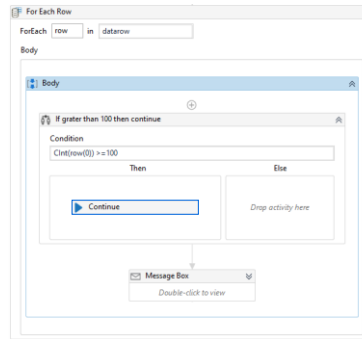 For Each Row
ForEach row in datarow
Body
Body
If grater than 100 then continue
Condition
CInt(row(0)) >=100
Then Else
Continue
Drop activity here
Message Box
Double-click to view